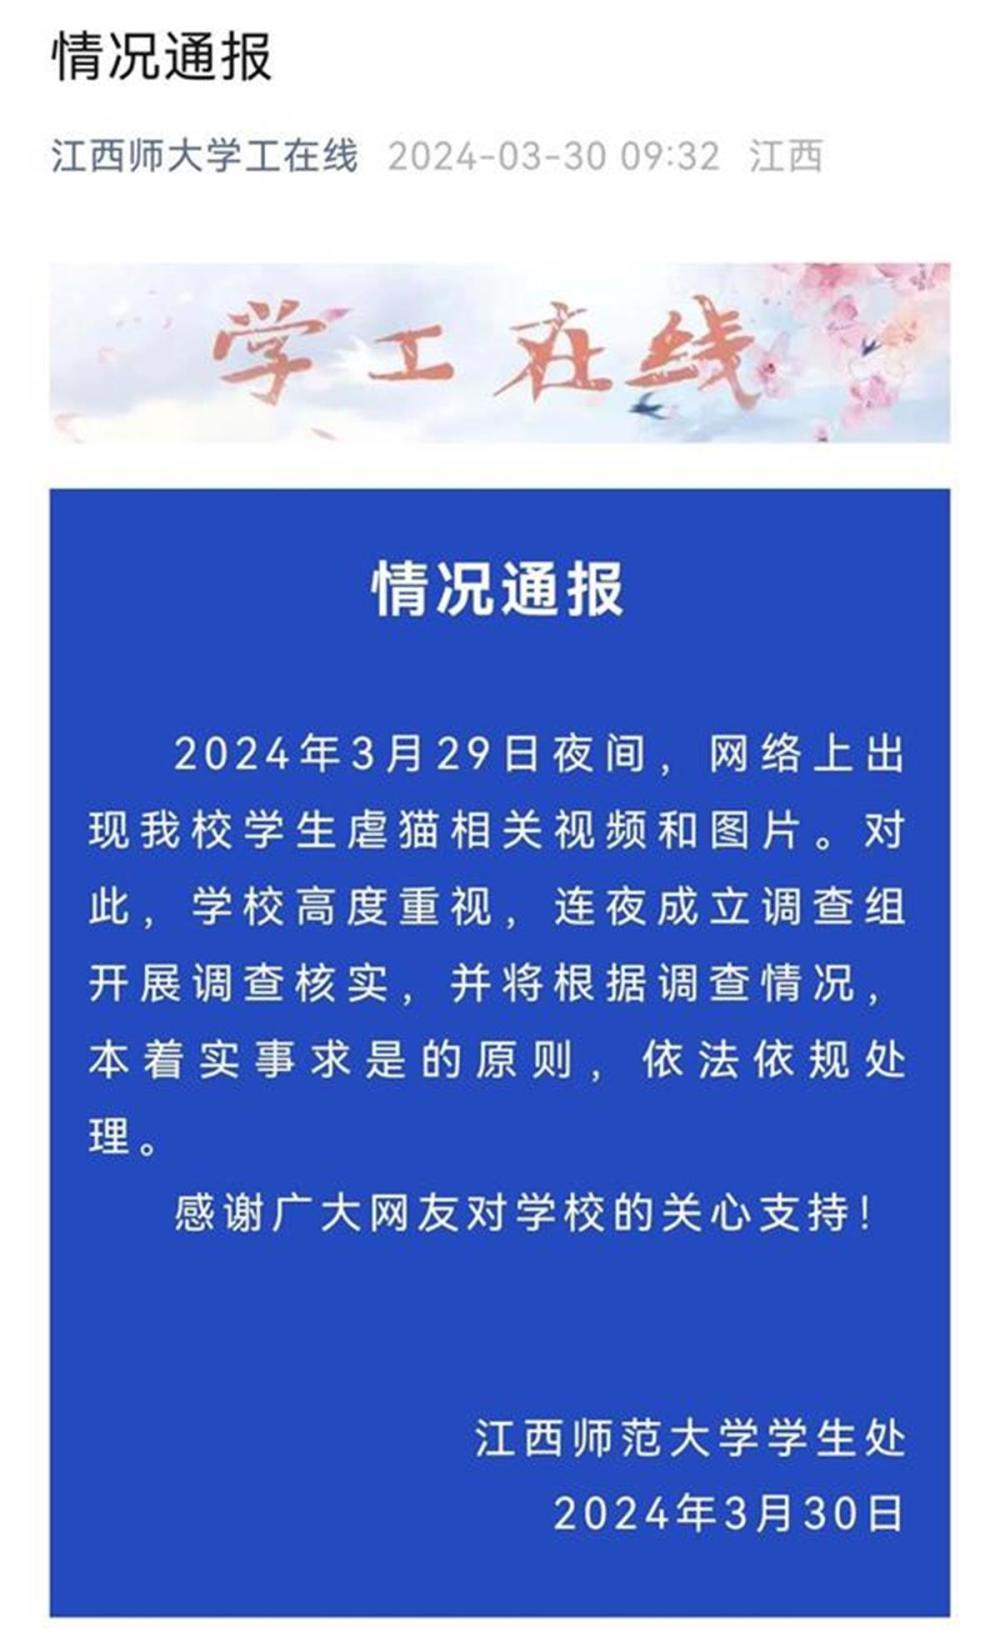 情况通报
江西师大学工在线 2024-03-30 09:32 江西
学工在线
情况通报
2024年3月29日夜间，网络上出
现我校学生虐猫相关视频和图片。对
此，学校高度重视，连夜成立调查组
开展调查核实，并将根据调查情况，
本着实事求是的原则，依法依规处
理。
感谢广大网友对学校的关心支持！
江西师范大学学生处
2024年3月30日